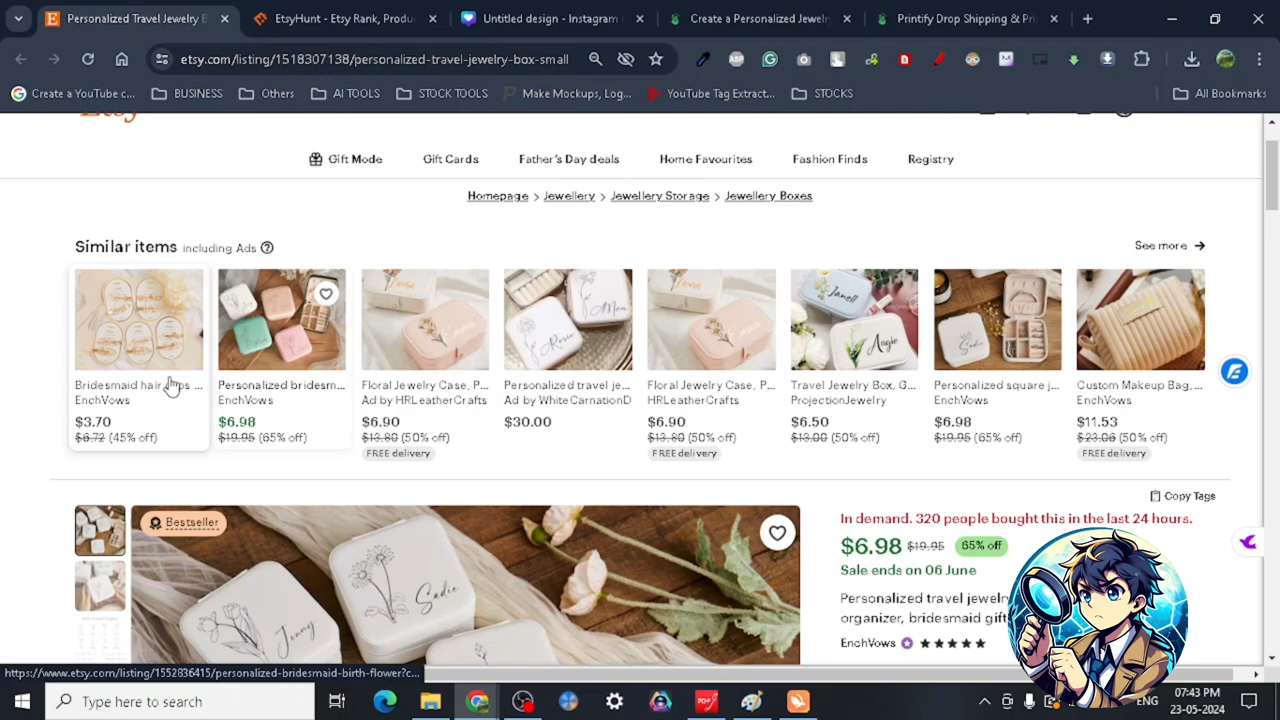 Personalized Travel Jewelry B
EtsyHunt - Etsy Rank, Produ
Untitled design - Instagram
Create a Personalized Jewelr
Printify Drop Shipping & Pri
etsy.com/listing/1518307138/personalized-travel-jewelry-box-small
Create a YouTube c...
BUSINESS
Others
AI TOOLS
STOCK TOOLS
Make Mockups, Log...
YouTube Tag Extract...
STOCKS
All Bookmarks
Etsy
Gift Mode
Gift Cards
Father's Day deals
Home Favourites
Fashion Finds
Registry
Homepage > Jewellery > Jewellery Storage > Jewellery Boxes
Similar items including Ads
See more →
Bridesmaid hair
EnchVows
$3.70
$6.72 (45% off)
Personalized bridesm...
EnchVows
$6.98
$19.95 (65% off)
Floral Jewelry Case, P...
Ad by HRLeatherCrafts
$6.90
$13.80 (50% off)
FREE delivery
Personalized travel je...
Ad by WhiteCarnationD
$30.00
Floral Jewelry Case, P...
HRLeatherCrafts
$6.90
$13.80 (50% off)
FREE delivery
Janell
Angie
Travel Jewelry Box, G...
ProjectionJewelry
$6.50
$13.00 (50% off)
Sadie
Personalized square j...
EnchVows
$6.98
$19.95 (65% off)
Custom Makeup Bag,...
EnchVows
$11.53
$23.06 (50% off)
FREE delivery
Copy Tags
Bestseller
Sadie
Jenny
In demand. 320 people bought this in the last 24 hours.
$6.98 $19.95 65% off
Sale ends on 06 June
Personalized travel jewelr
organizer, bridesmaid gift
EnchVows
https://www.etsy.com/listing/1552836415/personalized-bridesmaid-birth-flower?c...
Type here to search
ENG
07:43 PM
23-05-2024